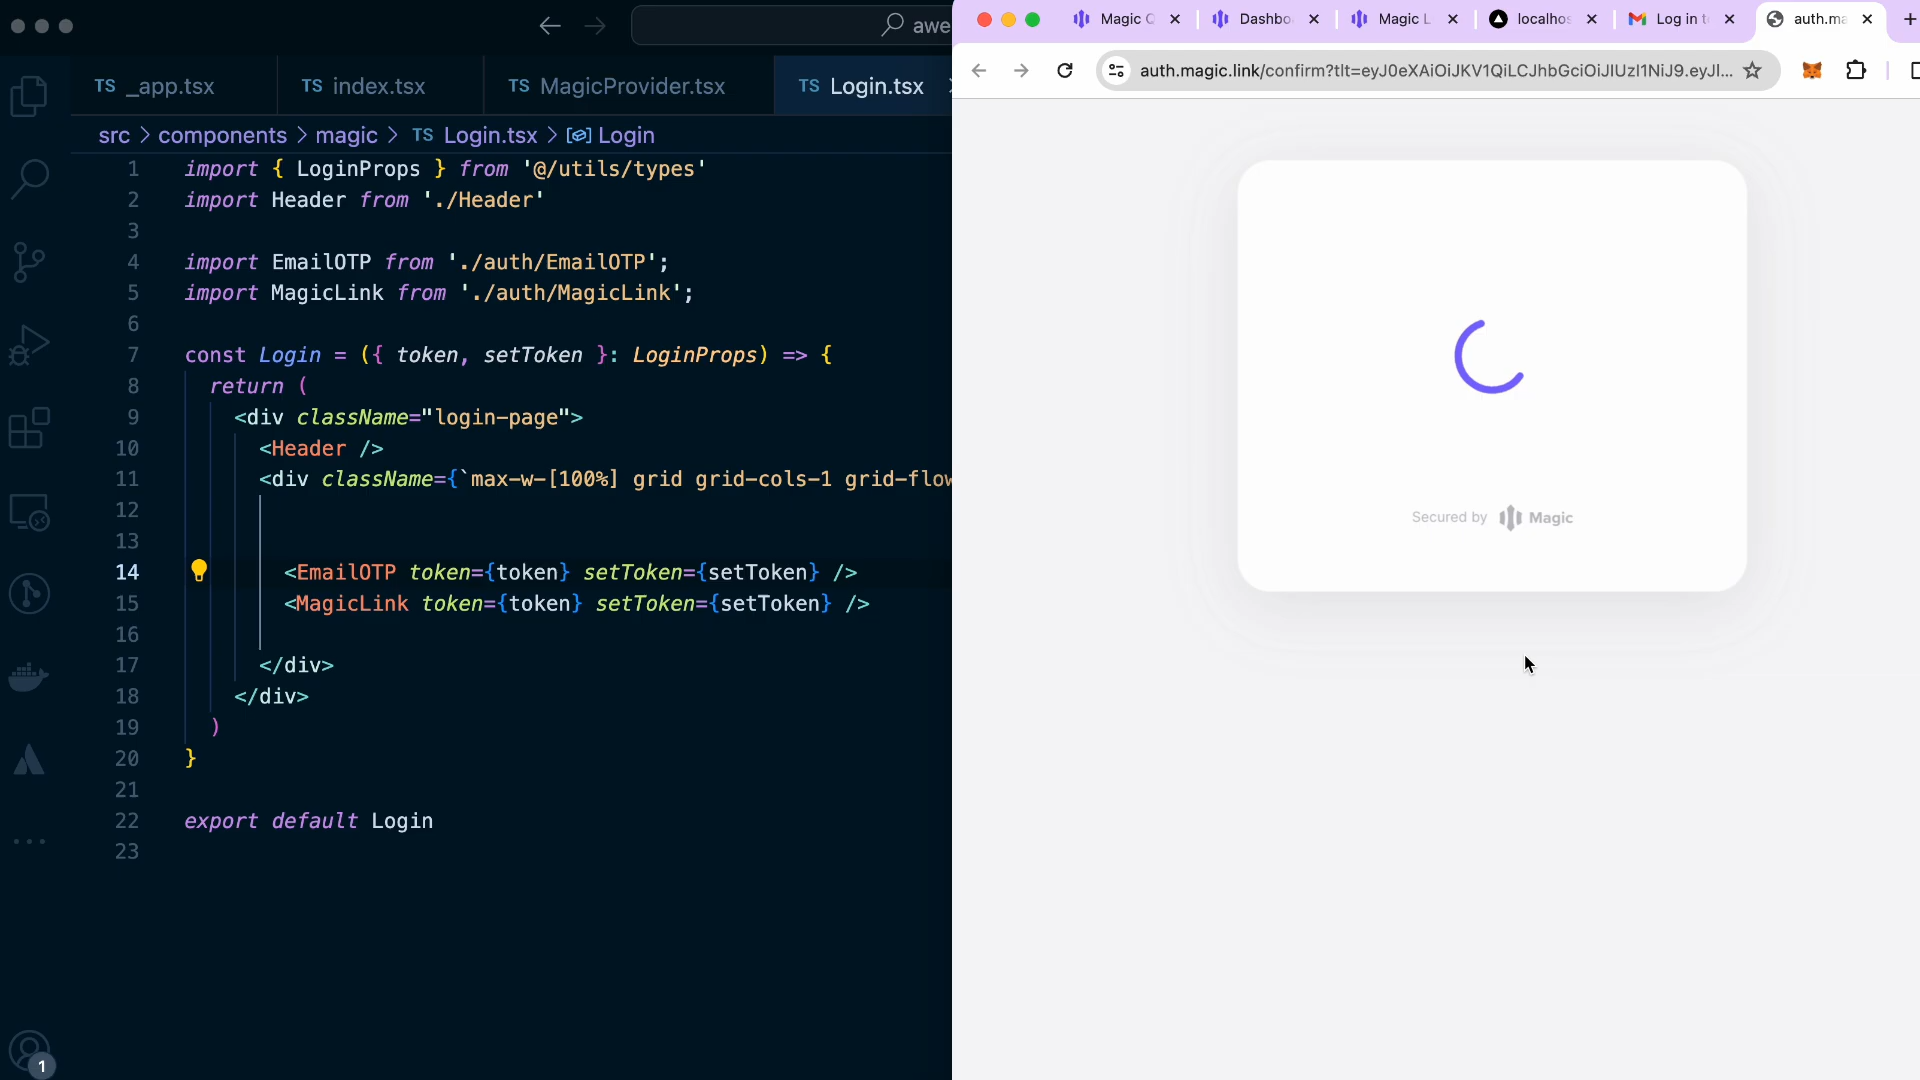 awe
TS _app.tsx
TS index.tsx
TS MagicProvider.tsx
TS Login.tsx
src > components > magic > TS Login.tsx > Login
1 import { LoginProps } from '@/utils/types'
2 import Header from './Header'
3
4 import EmailOTP from './auth/EmailOTP';
5 import MagicLink from './auth/MagicLink';
6
7 const Login = ({ token, setToken }: LoginProps) => {
8 return (
9 <div className="login-page">
10 <Header />
11 <div className={`max-w-[100%] grid grid-cols-1 grid-flow
12
13
14 <EmailOTP token={token} setToken={setToken} />
15 <MagicLink token={token} setToken={setToken} />
16
17 </div>
18 </div>
19 )
20 }
21
22 export default Login
23
1
Magic
Dashbo
Magic L
localhos
Log in t
auth.ma
auth.magic.link/confirm?tlt=eyJ0eXAiOiJKV1QiLCJhbGciOiJIUzI1NiJ9.eyJl...
Secured by Magic